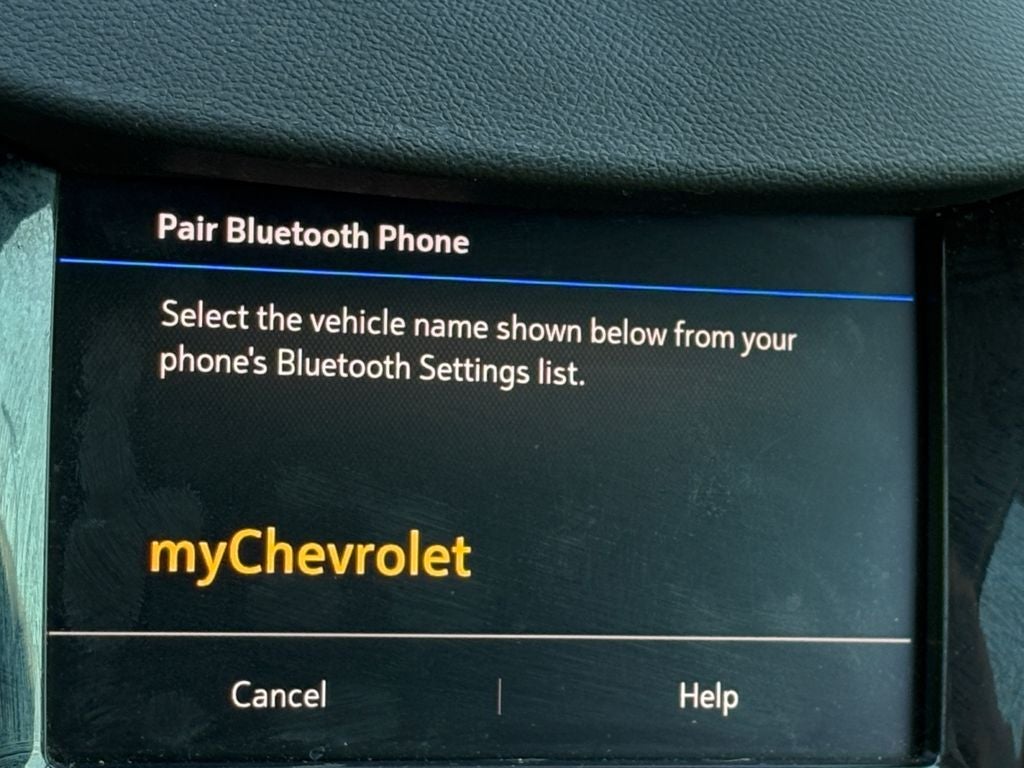 Pair Bluetooth Phone
Select the vehicle name shown below from your
phone's Bluetooth Settings list.
myChevrolet
Cancel
Help